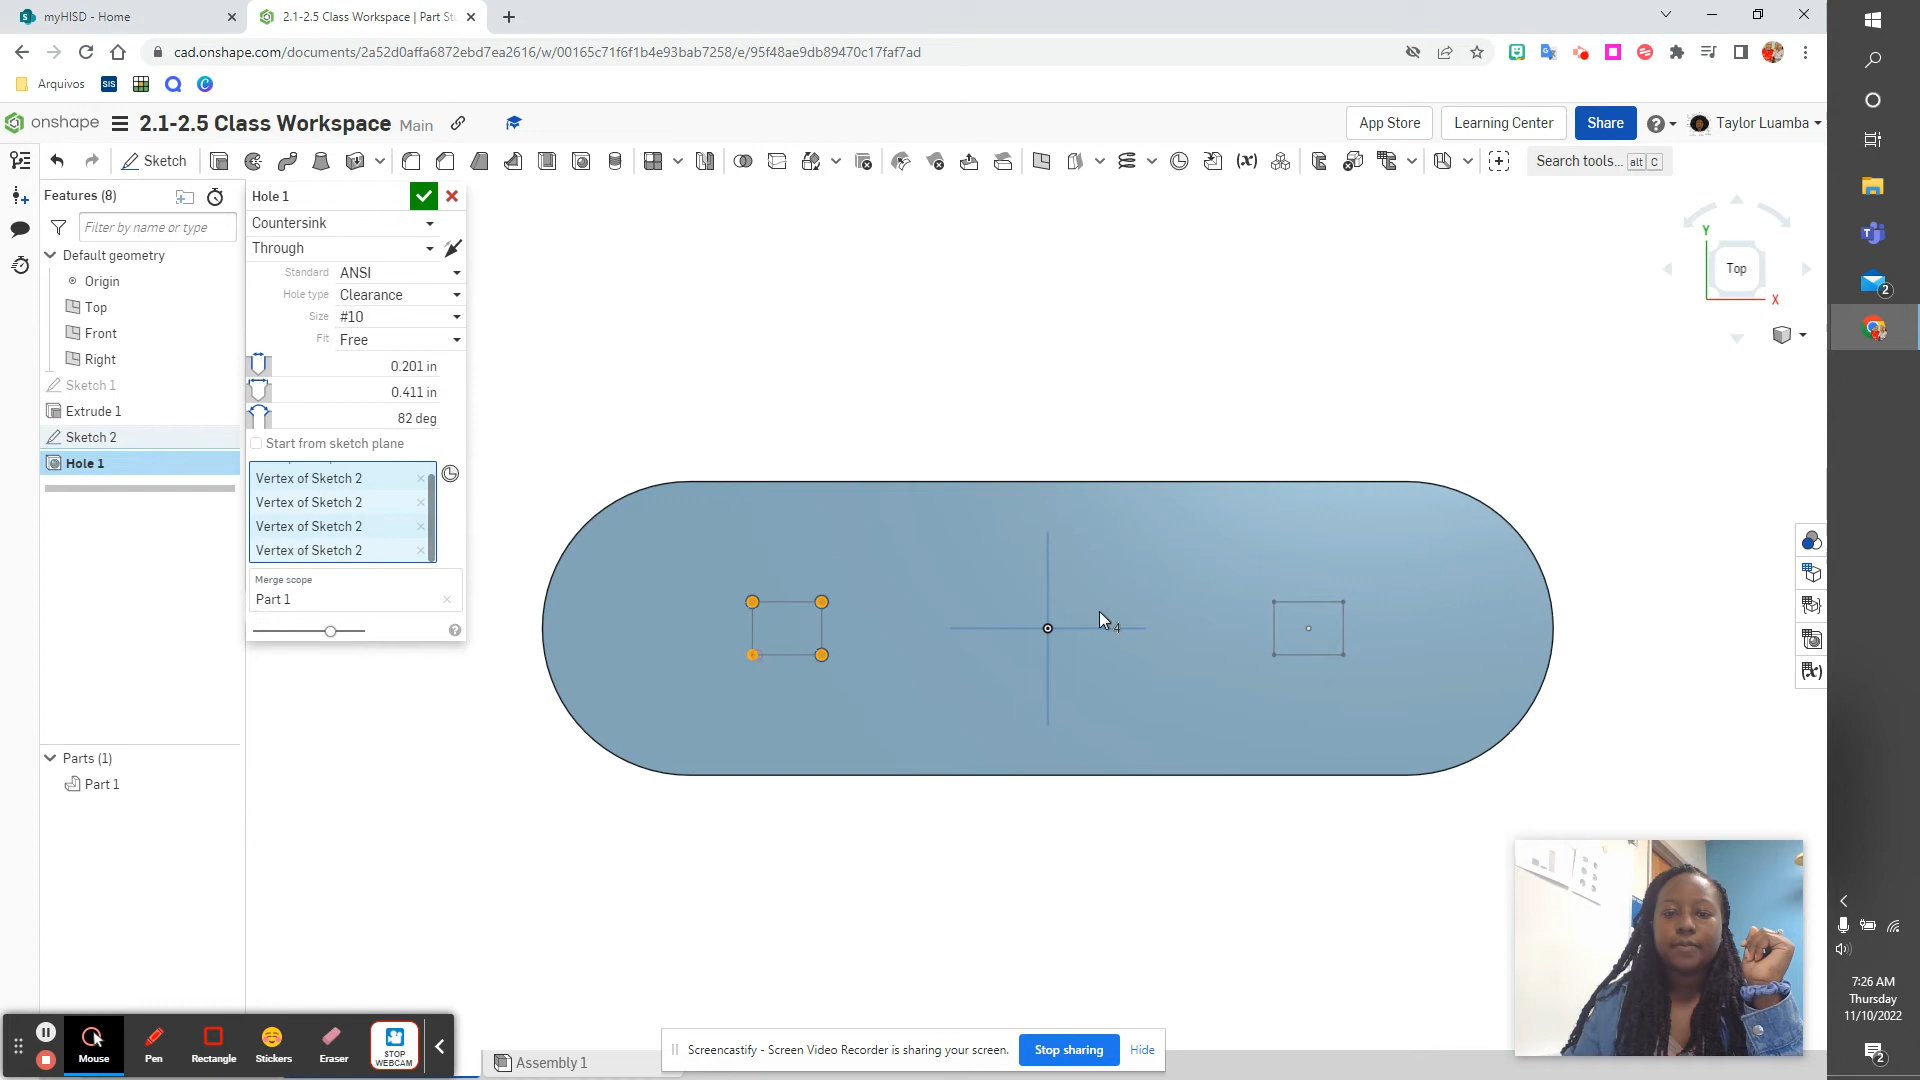 myHISD - Home
2.1-2.5 Class Workspace | Part Stu
cad.onshape.com/documents/2a52d0affa6872ebd7ea2616/w/00165c71f6f1b4e93bab7258/e/95f48ae9db89470c17faf7ad
Arquivos
SIS
onshape
2.1-2.5 Class Workspace Main
App Store
Learning Center
Share
Taylor Luamba
Sketch
Search tools... alt C
Features (8)
Filter by name or type
Default geometry
Origin
Top
Front
Right
Sketch 1
Extrude 1
Sketch 2
Hole 1
Parts (1)
Part 1
Hole 1
Countersink
Through
Standard ANSI
Hole type Clearance
Size #10
Fit Free
0.201 in
0.411 in
82 deg
Start from sketch plane
Vertex of Sketch 2
Vertex of Sketch 2
Vertex of Sketch 2
Vertex of Sketch 2
Merge scope
Part 1
4
Y
Top
X
2
Mouse
Pen
Rectangle
Stickers
Eraser
STOP
WEBCAM
Assembly 1
Screencastify - Screen Video Recorder is sharing your screen.
Stop sharing
Hide
7:26 AM
Thursday
11/10/2022
2